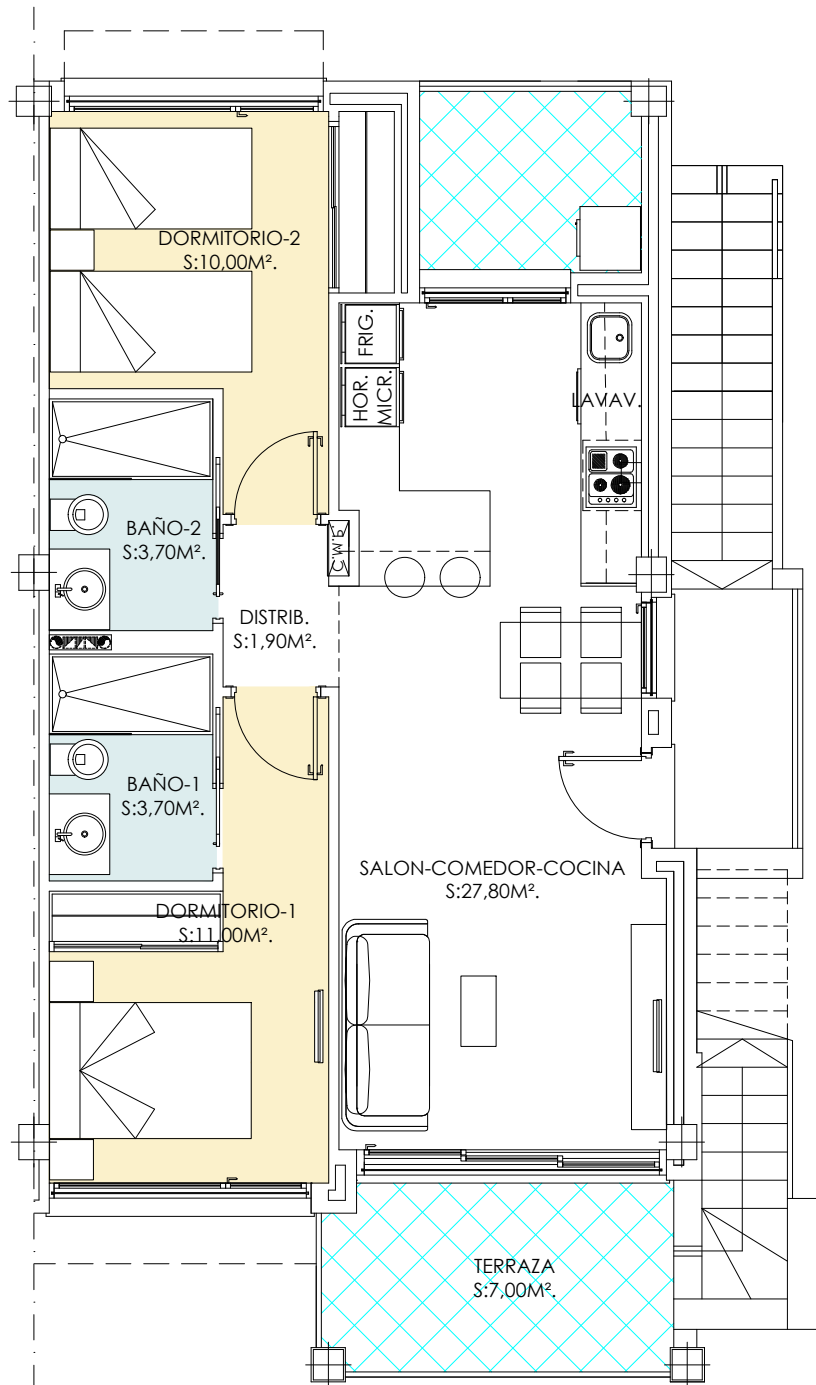 DORMITORIO-2
S:10,00M².
FRIG.
HOR.
MICR.
LAVAV.
BAÑO-2
S:3,70M².
C.W.P.
DISTRIB.
S:1,90M².
BAÑO-1
S:3,70M².
SALON-COMEDOR-COCINA
S:27,80M².
DORMITORIO-1
S:11,00M².
TERRAZA
S:7,00M².